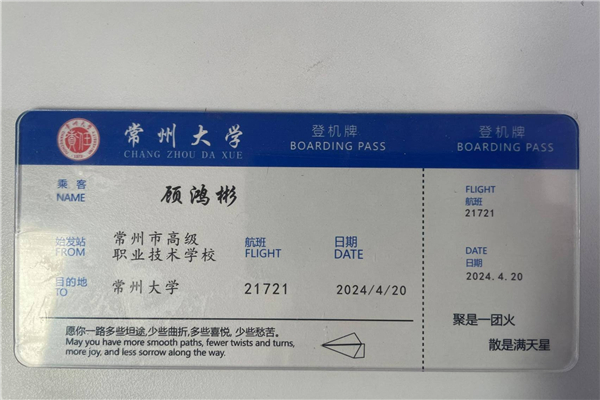 常州大学
CHANG ZHOU DA XUE
登机牌
BOARDING PASS
登机牌
BOARDING PASS
责任
乘客
NAME
顾鸿彬
始发站
FROM
常州市高级
职业技术学校
航班
FLIGHT
日期
DATE
目的地
TO
常州大学
21721
2024/4/20
愿你一路多些坦途,少些曲折,多些喜悦,少些愁苦。
May you have more smooth paths, fewer twists and turns,
more joy, and less sorrow along the way.
FLIGHT
航班
21721
DATE
日期
2024.4.20
聚是一团火
散是满天星